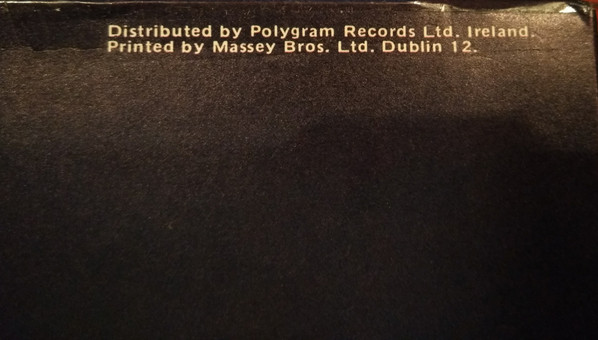 Distributed by Polygram Records Ltd. Ireland.
Printed by Massey Bros. Ltd. Dublin 12.